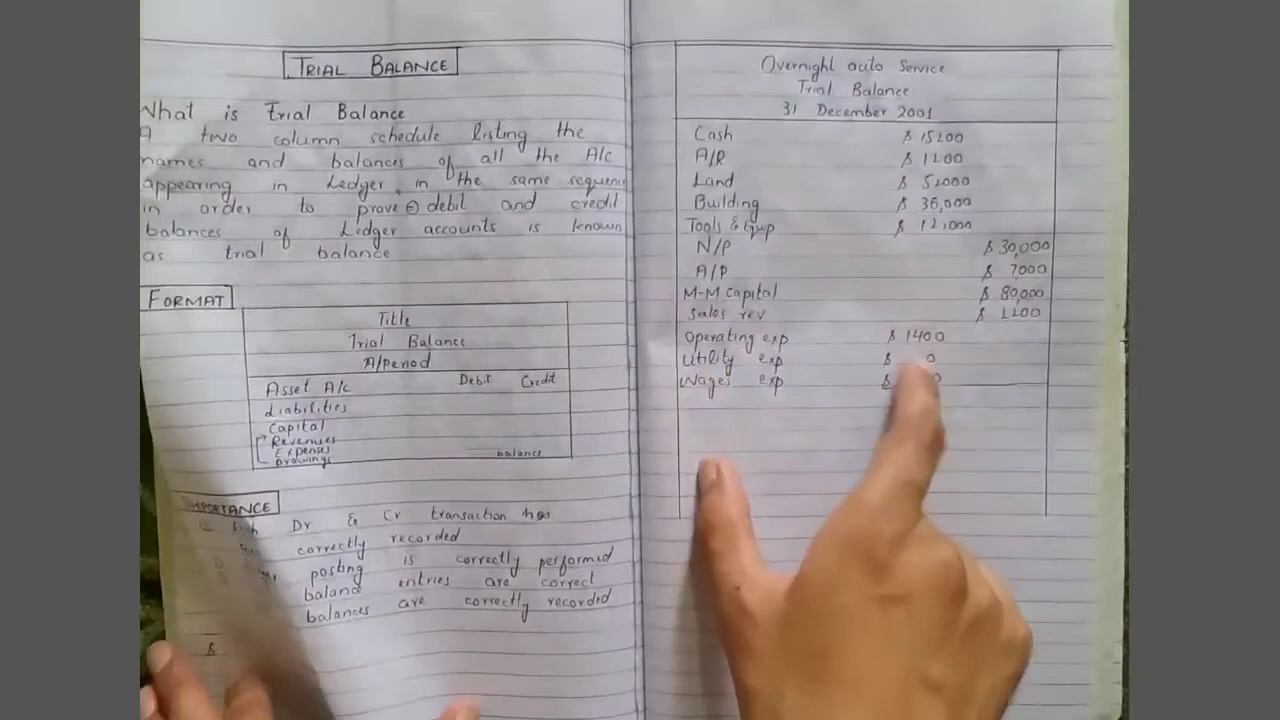 TRIAL BALANCE
What is trial Balance
A two column schedule listing the
names and balances of all the A/c
appearing in Ledger, in the same sequence
in order to prove debit and credit
balances of Ledger accounts is known
as trial balance
FORMAT
Title
Trial Balance
A/Period
Asset A/c Debit Credit
Liabilities
Capital
Revenues
Expenses
Drawings balance
IMPORTANCE
Dr & Cr transaction has
correctly recorded
posting is correctly performed
entries are correct
balances are correctly recorded
$
Overnight auto Service
Trial Balance
31 December 2001
Cash $ 15200
A/R $ 1200
Land $ 52000
Building $ 36,000
Tools & Equip $ 12,000
N/P $ 30,000
A/P $ 7000
M-M Capital $ 80,000
Sales rev $ 2200
Operating exp $ 1400
Utility exp $ 0
Wages exp $ 0